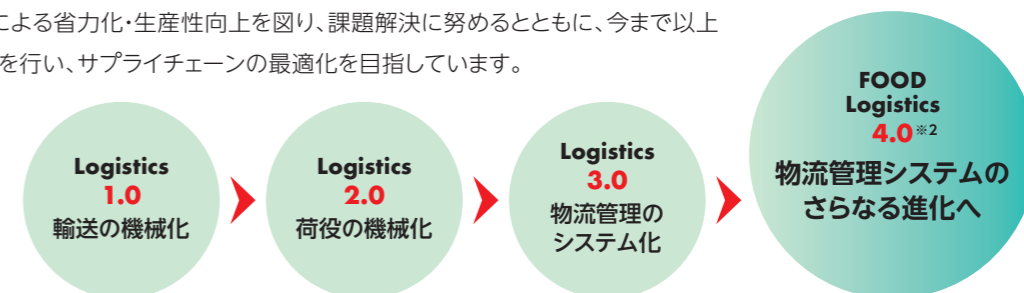 による省力化・生産性向上を図り、課題解決に努めるとともに、今まで以上
を行い、サプライチェーンの最適化を目指しています。
Logistics
1.0
輸送の機械化
Logistics
2.0
荷役の機械化
Logistics
3.0
物流管理の
システム化
FOOD
Logistics
4.0※2
物流管理システムの
さらなる進化へ